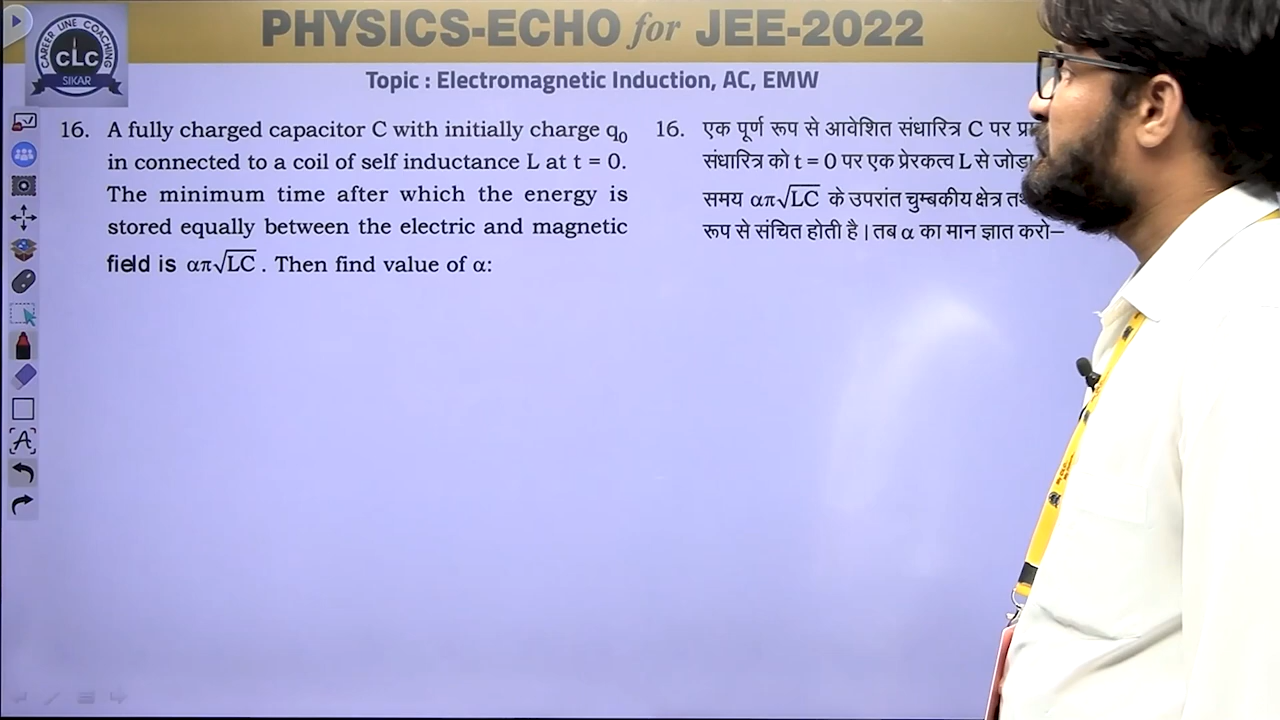 PHYSICS-ECHO for JEE-2022
CAREER LINE COACHING
CLC
SIKAR
Topic : Electromagnetic Induction, AC, EMW
16. A fully charged capacitor C with initially charge q₀
in connected to a coil of self inductance L at t = 0.
The minimum time after which the energy is
stored equally between the electric and magnetic
field is απ√LC . Then find value of α:
16. एक पूर्ण रूप से आवेशित संधारित्र C पर
संधारित्र को t = 0 पर एक प्रेरकत्व L से जोड़ा
समय απ√LC के उपरांत चुम्बकीय क्षेत्र
रूप से संचित होती है। तब α का मान ज्ञात करो–
A